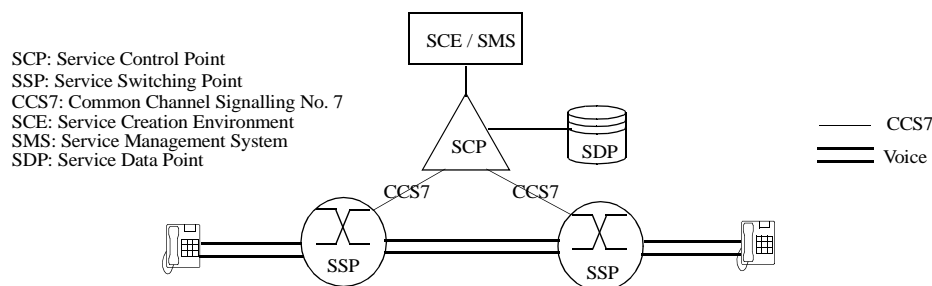 SCE / SMS
SCP: Service Control Point
SSP: Service Switching Point
CCS7: Common Channel Signalling No. 7
SCE: Service Creation Environment
SMS: Service Management System
SDP: Service Data Point
SCP
SDP
CCS7
Voice
CCS7
CCS7
SSP
SSP